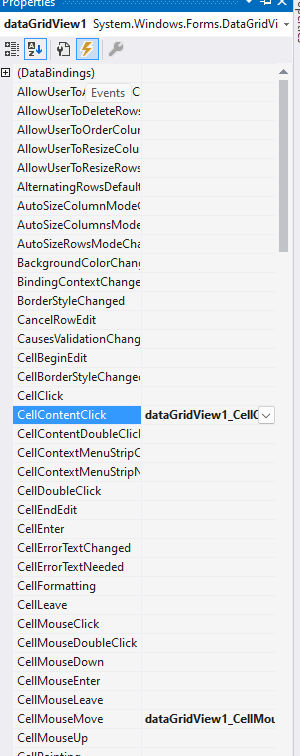 Properties
dataGridView1 System.Windows.Forms.DataGridVi
(DataBindings)
AllowUserToA Events C
AllowUserToDeleteRows
AllowUserToOrderColun
AllowUserToResizeColu
AllowUserToResizeRows
AlternatingRowsDefault
AutoSizeColumnModeC
AutoSizeColumnsMode
AutoSizeRowsModeCha
BackgroundColorChang
BindingContextChange
BorderStyleChanged
CancelRowEdit
CausesValidationChang
CellBeginEdit
CellBorderStyleChanged
CellClick
CellContentClick dataGridView1_CellC
CellContentDoubleClick
CellContextMenuStripC
CellContextMenuStripN
CellDoubleClick
CellEndEdit
CellEnter
CellErrorTextChanged
CellErrorTextNeeded
CellFormatting
CellLeave
CellMouseClick
CellMouseDoubleClick
CellMouseDown
CellMouseEnter
CellMouseLeave
CellMouseMove dataGridView1_CellMou
CellMouseUp
CellPainting